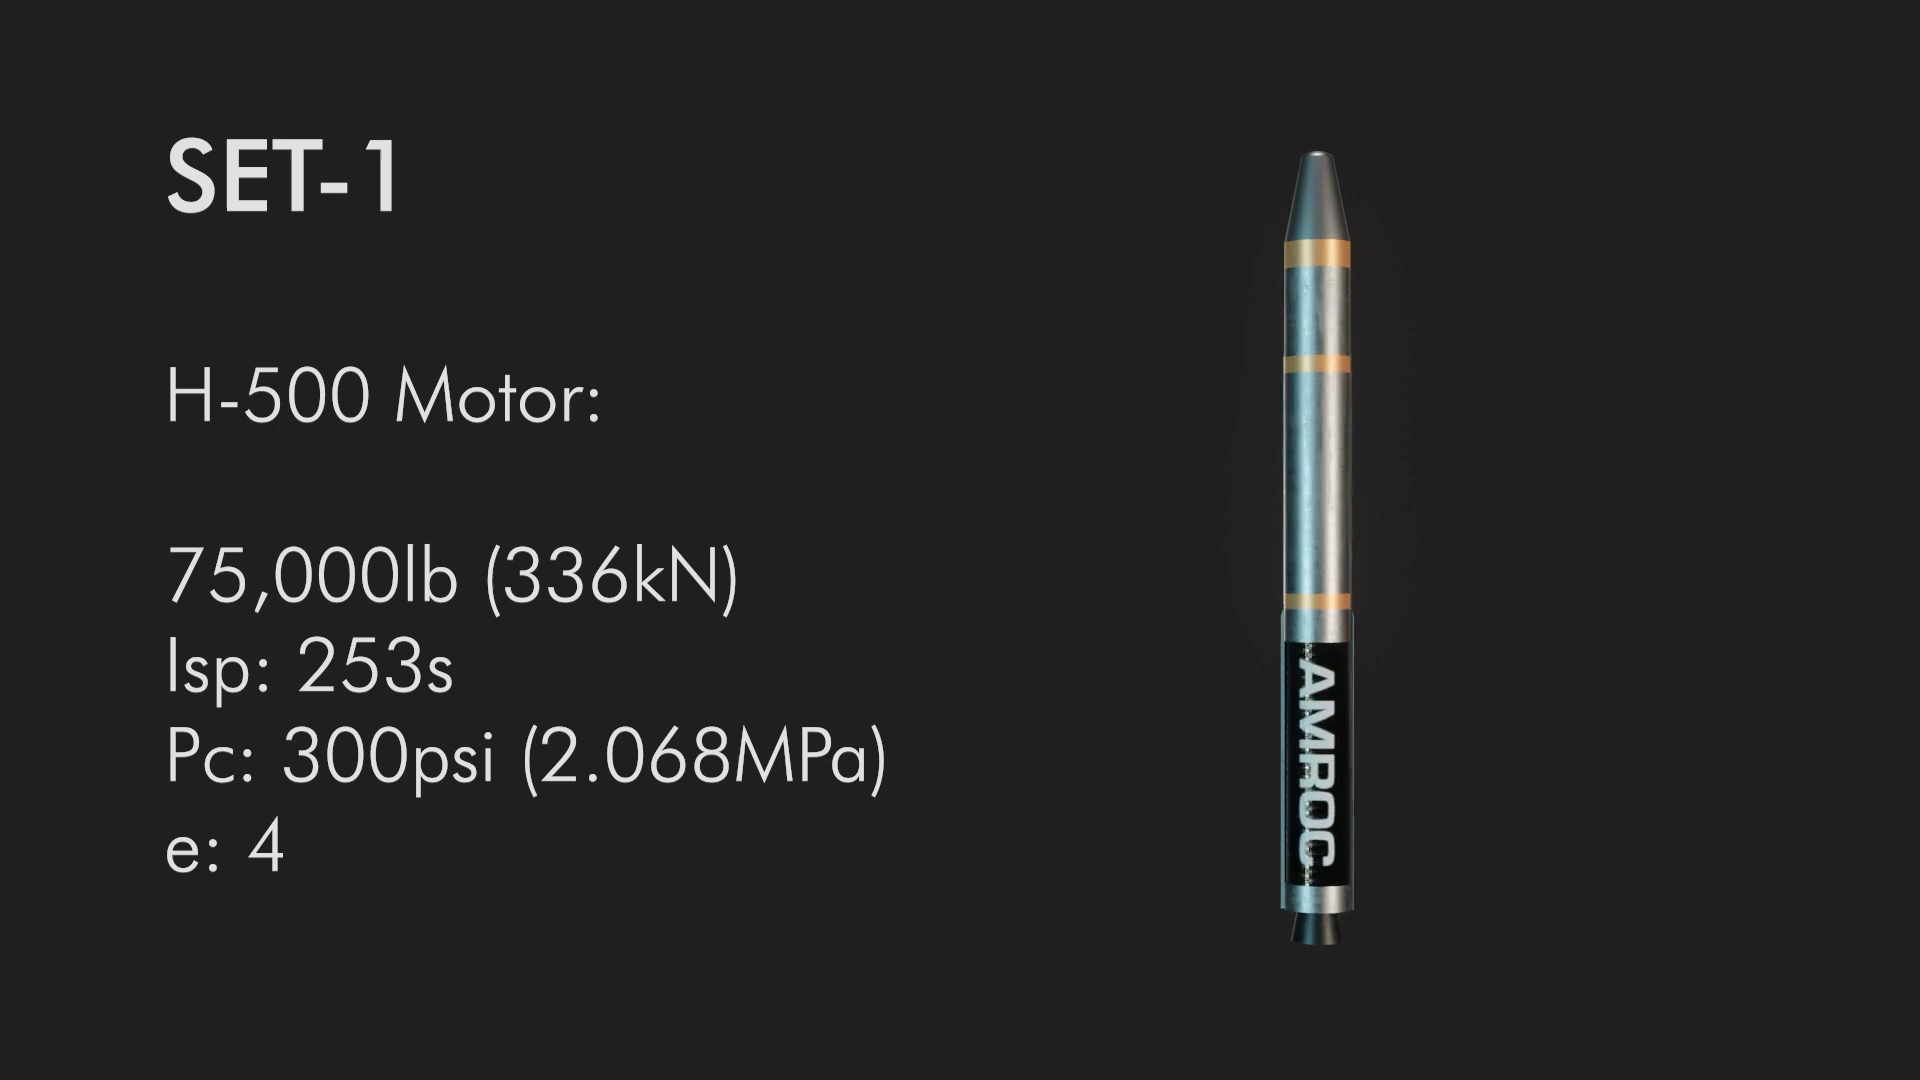 SET-1
H-500 Motor:
75,000lb (336kN)
Isp: 253s
Pc: 300psi (2.068MPa)
e: 4
AMROC